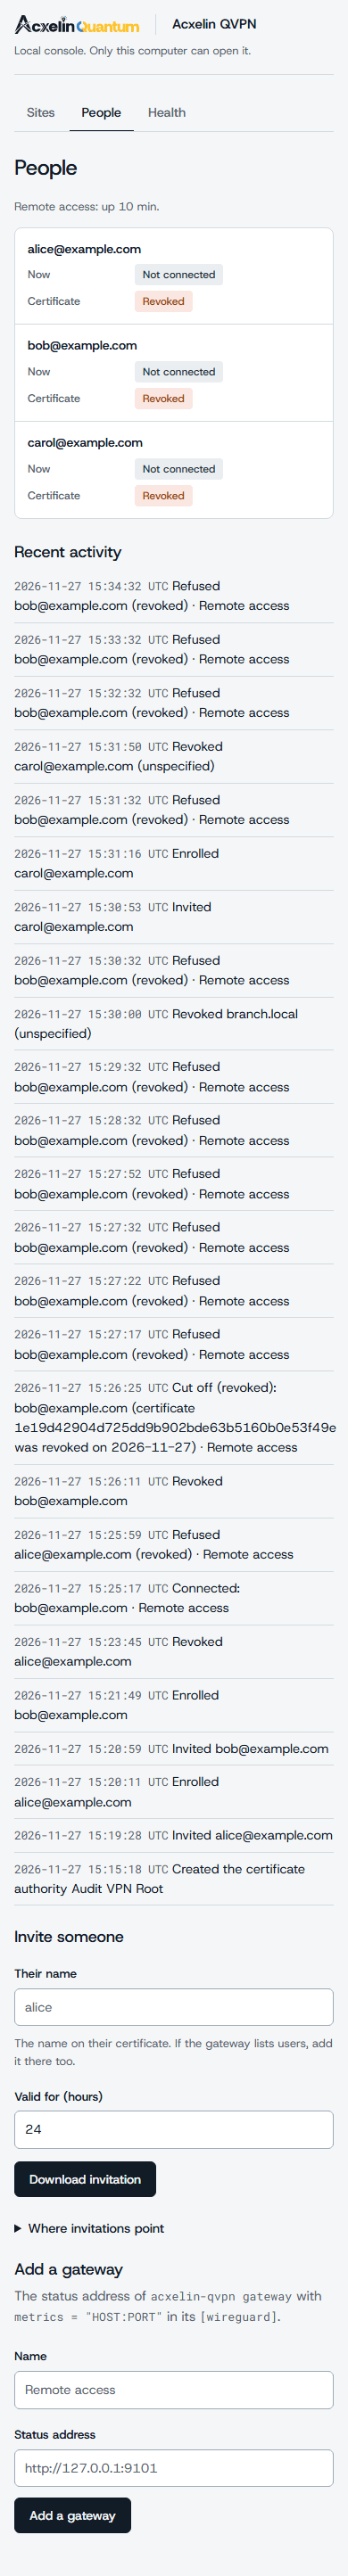 Acxelin Quantum
Acxelin QVPN
Local console. Only this computer can open it.
Sites People Health
People
Remote access: up 10 min.
alice@example.com
Now Not connected
Certificate Revoked
bob@example.com
Now Not connected
Certificate Revoked
carol@example.com
Now Not connected
Certificate Revoked
Recent activity
2026-11-27 15:34:32 UTC Refused
bob@example.com (revoked) · Remote access
2026-11-27 15:33:32 UTC Refused
bob@example.com (revoked) · Remote access
2026-11-27 15:32:32 UTC Refused
bob@example.com (revoked) · Remote access
2026-11-27 15:31:50 UTC Revoked
carol@example.com (unspecified)
2026-11-27 15:31:32 UTC Refused
bob@example.com (revoked) · Remote access
2026-11-27 15:31:16 UTC Enrolled
carol@example.com
2026-11-27 15:30:53 UTC Invited
carol@example.com
2026-11-27 15:30:32 UTC Refused
bob@example.com (revoked) · Remote access
2026-11-27 15:30:00 UTC Revoked branch.local
(unspecified)
2026-11-27 15:29:32 UTC Refused
bob@example.com (revoked) · Remote access
2026-11-27 15:28:32 UTC Refused
bob@example.com (revoked) · Remote access
2026-11-27 15:27:52 UTC Refused
bob@example.com (revoked) · Remote access
2026-11-27 15:27:32 UTC Refused
bob@example.com (revoked) · Remote access
2026-11-27 15:27:22 UTC Refused
bob@example.com (revoked) · Remote access
2026-11-27 15:27:17 UTC Refused
bob@example.com (revoked) · Remote access
2026-11-27 15:26:25 UTC Cut off (revoked):
bob@example.com (certificate
1e19d42904d725dd9b902bde63b5160b0e53f49e
was revoked on 2026-11-27) · Remote access
2026-11-27 15:26:11 UTC Revoked
bob@example.com
2026-11-27 15:25:59 UTC Refused
alice@example.com (revoked) · Remote access
2026-11-27 15:25:17 UTC Connected:
bob@example.com · Remote access
2026-11-27 15:23:45 UTC Revoked
alice@example.com
2026-11-27 15:21:49 UTC Enrolled
bob@example.com
2026-11-27 15:20:59 UTC Invited bob@example.com
2026-11-27 15:20:11 UTC Enrolled
alice@example.com
2026-11-27 15:19:28 UTC Invited alice@example.com
2026-11-27 15:15:18 UTC Created the certificate
authority Audit VPN Root
Invite someone
Their name
alice
The name on their certificate. If the gateway lists users, add
it there too.
Valid for (hours)
24
Download invitation
Where invitations point
Add a gateway
The status address of acxelin-qvpn gateway with
metrics = "HOST:PORT" in its [wireguard].
Name
Remote access
Status address
http://127.0.0.1:9101
Add a gateway